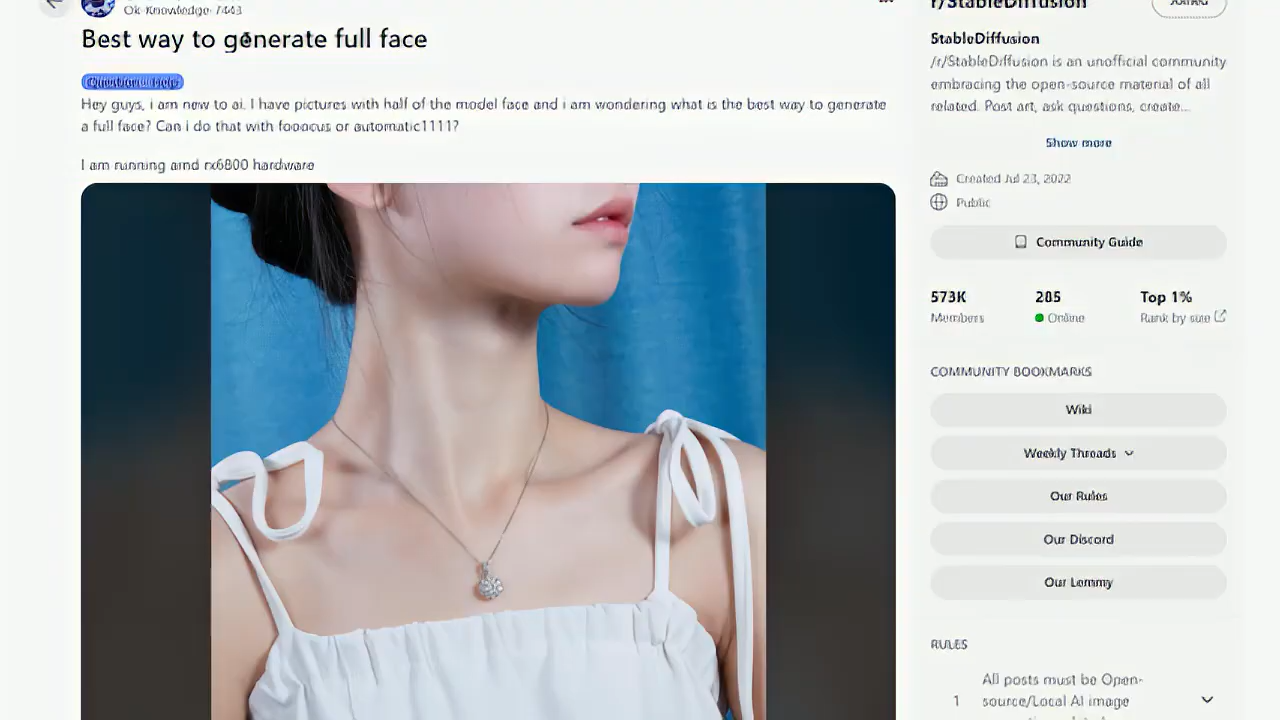 Ok-Knowledge-7443
Best way to generate full face
Question - Help
Hey guys, i am new to ai. I have pictures with half of the model face and i am wondering what is the best way to generate
a full face? Can i do that with fooocus or automatic1111?
I am running amd rx6800 hardware
r/StableDiffusion
Joined
StableDiffusion
/r/StableDiffusion is an unofficial community
embracing the open-source material of all
related. Post art, ask questions, create...
Show more
Created Jul 23, 2022
Public
Community Guide
573K
285
Top 1%
Members
Online
Rank by size
COMMUNITY BOOKMARKS
Wiki
Weekly Threads
Our Rules
Our Discord
Our Lemmy
RULES
1
All posts must be Open-
source/Local AI image